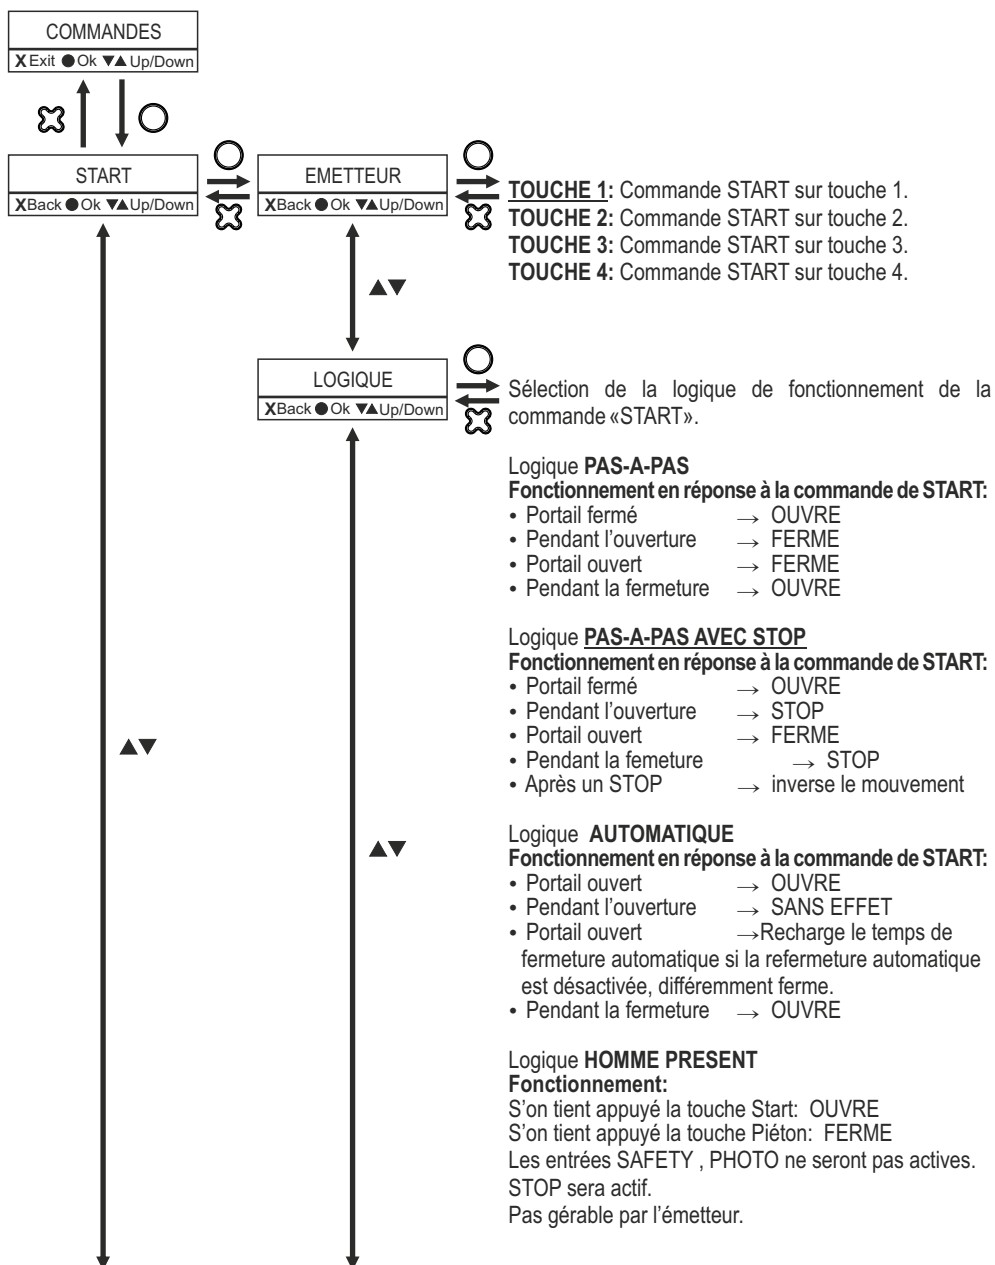 COMMANDES
X Exit ● Ok ▼▲ Up/Down
START
XBack ● Ok ▼▲Up/Down
EMETTEUR
XBack ● Ok ▼▲Up/Down
TOUCHE 1: Commande START sur touche 1.
TOUCHE 2: Commande START sur touche 2.
TOUCHE 3: Commande START sur touche 3.
TOUCHE 4: Commande START sur touche 4.
▲▼
LOGIQUE
XBack ● Ok ▼▲Up/Down
Sélection de la logique de fonctionnement de la
commande «START».
Logique PAS-A-PAS
Fonctionnement en réponse à la commande de START:
• Portail fermé → OUVRE
• Pendant l'ouverture → FERME
• Portail ouvert → FERME
• Pendant la fermeture → OUVRE
Logique PAS-A-PAS AVEC STOP
Fonctionnement en réponse à la commande de START:
• Portail fermé → OUVRE
• Pendant l'ouverture → STOP
• Portail ouvert → FERME
• Pendant la femeture → STOP
• Après un STOP → inverse le mouvement
▲▼
▲▼
Logique AUTOMATIQUE
Fonctionnement en réponse à la commande de START:
• Portail ouvert → OUVRE
• Pendant l'ouverture → SANS EFFET
• Portail ouvert →Recharge le temps de
fermeture automatique si la refermeture automatique
est désactivée, différemment ferme.
• Pendant la fermeture → OUVRE
Logique HOMME PRESENT
Fonctionnement:
S'on tient appuyé la touche Start: OUVRE
S'on tient appuyé la touche Piéton: FERME
Les entrées SAFETY , PHOTO ne seront pas actives.
STOP sera actif.
Pas gérable par l'émetteur.